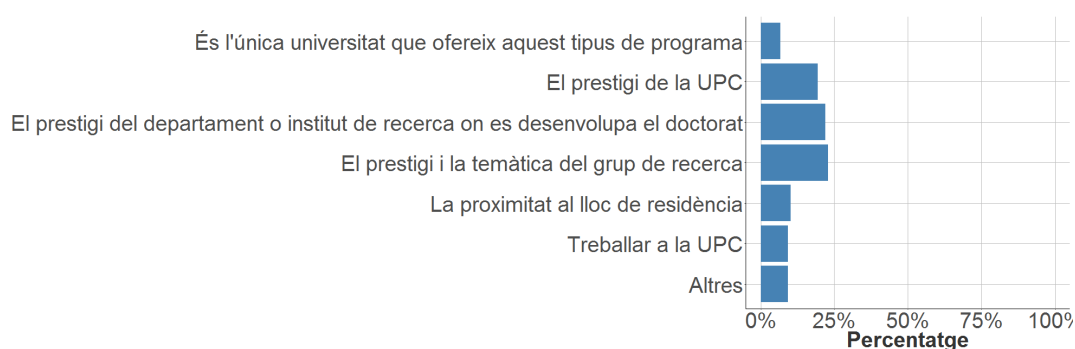 És l'única universitat que ofereix aquest tipus de programa
El prestigi de la UPC
El prestigi del departament o institut de recerca on es desenvolupa el doctorat
El prestigi i la temàtica del grup de recerca
La proximitat al lloc de residència
Treballar a la UPC
Altres
0% 25% 50% 75% 100%
Percentatge